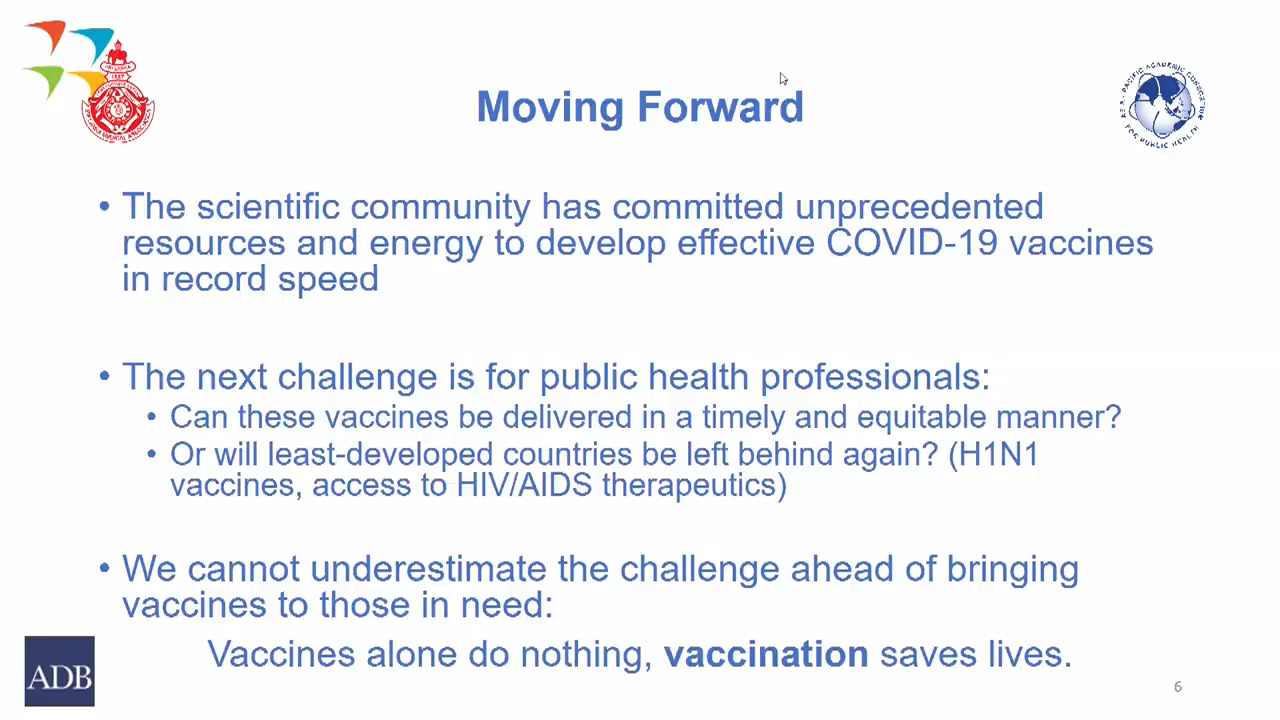 Moving Forward
• The scientific community has committed unprecedented
resources and energy to develop effective COVID-19 vaccines
in record speed
• The next challenge is for public health professionals:
• Can these vaccines be delivered in a timely and equitable manner?
• Or will least-developed countries be left behind again? (H1N1
vaccines, access to HIV/AIDS therapeutics)
• We cannot underestimate the challenge ahead of bringing
vaccines to those in need:
Vaccines alone do nothing, vaccination saves lives.
ADB
6